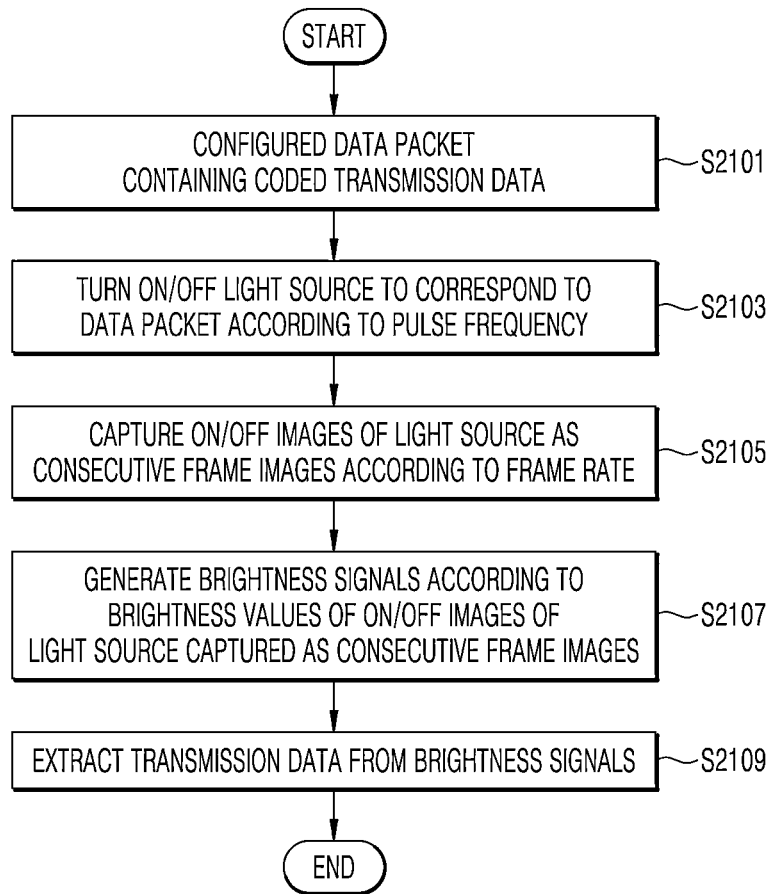 START
CONFIGURED DATA PACKET
CONTAINING CODED TRANSMISSION DATA
S2101
TURN ON/OFF LIGHT SOURCE TO CORRESPOND TO
DATA PACKET ACCORDING TO PULSE FREQUENCY
S2103
CAPTURE ON/OFF IMAGES OF LIGHT SOURCE AS
CONSECUTIVE FRAME IMAGES ACCORDING TO FRAME RATE
S2105
GENERATE BRIGHTNESS SIGNALS ACCORDING TO
BRIGHTNESS VALUES OF ON/OFF IMAGES OF
LIGHT SOURCE CAPTURED AS CONSECUTIVE FRAME IMAGES
S2107
EXTRACT TRANSMISSION DATA FROM BRIGHTNESS SIGNALS
S2109
END